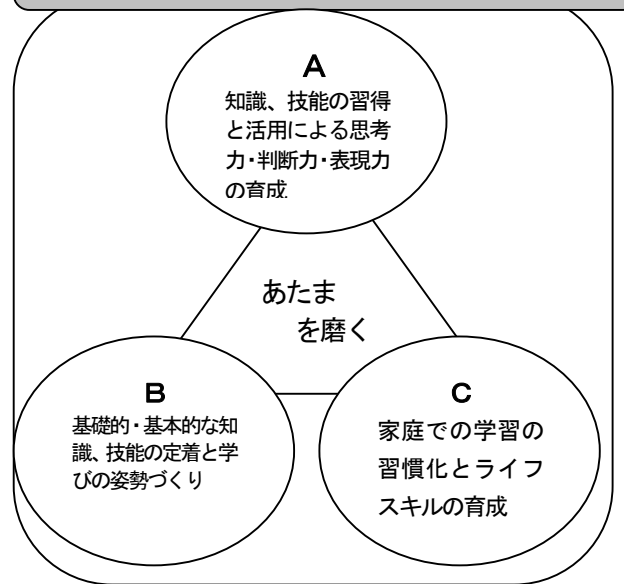 A
知識、技能の習得
と活用による思考
力・判断力・表現力
の育成
あたま
を磨く
B
基礎的・基本的な知
識、技能の定着と学
びの姿勢づくり
C
家庭での学習の
習慣化とライフ
スキルの育成